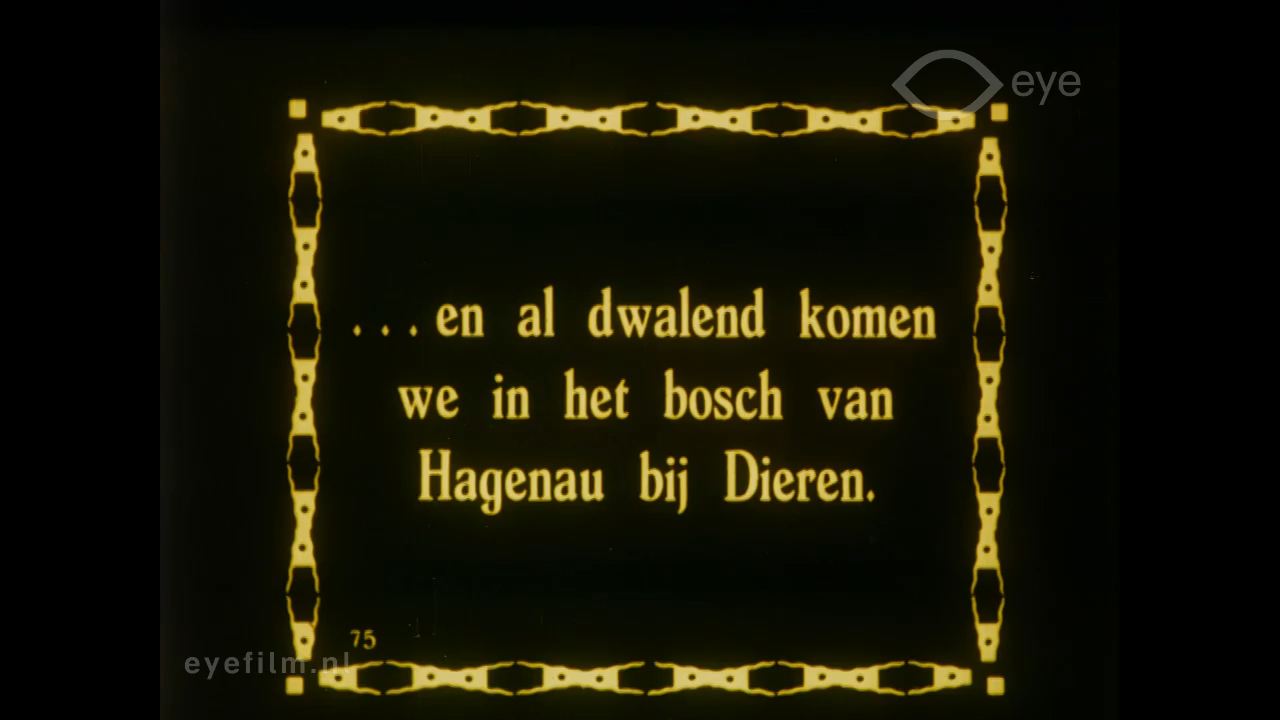 eye
. . . en al dwalend komen
we in het bosch van
Hagenau bij Dieren.
75
eyefilm.nl